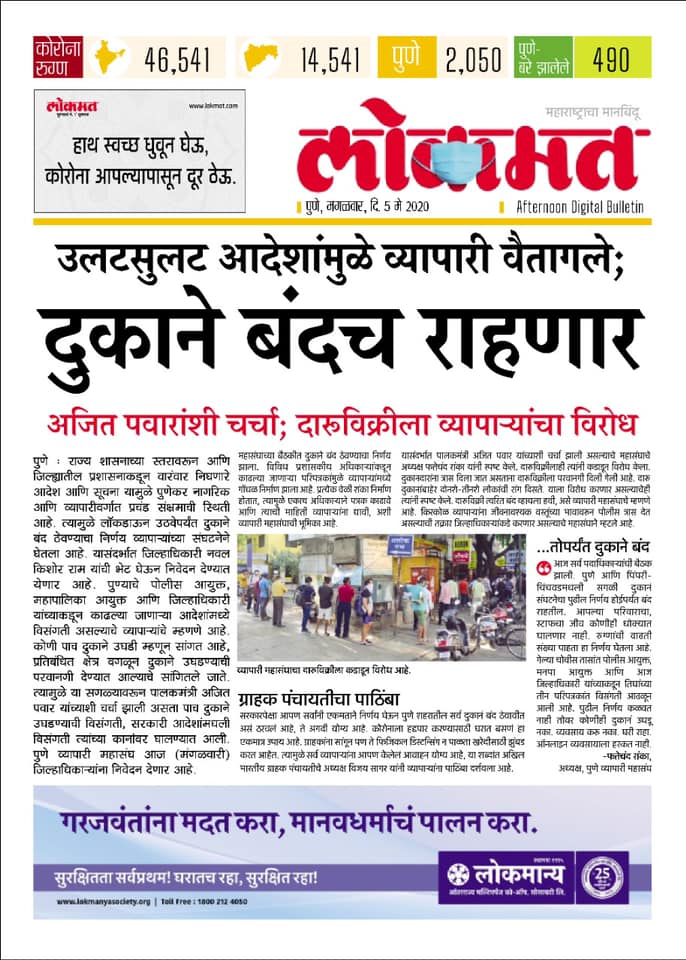 कोरोना
रुग्ण
46,541
14,541
पुणे
2,050
पुणे-
बरे झालेले
490
लोकमत
www.lokmat.com
हाथ स्वच्छ धुवून घेऊ,
कोरोना आपल्यापासून दूर ठेऊ.
महाराष्ट्राचा मानबिंदू
लोकमत
पुणे, मंगळवार, दि. 5 मे 2020
Afternoon Digital Bulletin
उलटसुलट आदेशांमुळे व्यापारी वैतागले;
दुकाने बंदच राहणार
अजित पवारांशी चर्चा; दारूविक्रीला व्यापाऱ्यांचा विरोध
पुणे : राज्य शासनाच्या स्तरावरून आणि
जिल्ह्यातील प्रशासनाकडून वारंवार निघणारे
आदेश आणि सूचना यामुळे पुणेकर नागरिक
आणि व्यापारीवर्गात प्रचंड संभ्रमाची स्थिती
आहे. त्यामुळे लॉकडाऊन उठवेपर्यंत दुकाने
बंद ठेवण्याचा निर्णय व्यापाऱ्यांच्या संघटनेने
घेतला आहे. यासंदर्भात जिल्हाधिकारी नवल
किशोर राम यांची भेट घेऊन निवेदन देण्यात
येणार आहे. पुण्याचे पोलीस आयुक्त,
महापालिका आयुक्त आणि जिल्हाधिकारी
यांच्याकडून काढल्या जाणाऱ्या आदेशांमध्ये
विसंगती असल्याचे व्यापाऱ्यांचे म्हणणे आहे.
कोणी पाच दुकाने उघडी म्हणून सांगत आहे,
प्रतिबंधित क्षेत्र वगळून दुकाने उघडण्याची
परवानगी देण्यात आल्याचे सांगितले जाते.
त्यामुळे या सगळ्यावरून पालकमंत्री अजित
पवार यांच्याशी चर्चा झाली असता पाच दुकाने
उघडण्याची विसंगती, सरकारी आदेशांमधली
विसंगती त्यांच्या कानांवर घालण्यात आली.
पुणे व्यापारी महासंघ आज (मंगळवारी)
जिल्हाधिकाऱ्यांना निवेदन देणार आहे.
महासंघाच्या बैठकीत दुकाने बंद ठेवण्याचा निर्णय
झाला. विविध प्रशासकीय अधिकाऱ्यांकडून
काढल्या जाणाऱ्या परिपत्रकांमुळे व्यापाऱ्यांमध्ये
गोंधळ निर्माण झाला आहे. प्रत्येक वेळी शंका निर्माण
होतात, त्यामुळे एकाच अधिकाऱ्याने पत्रक काढावे
आणि त्याची माहिती व्यापाऱ्यांना द्यावी, अशी
व्यापारी महासंघाची भूमिका आहे.
यासंदर्भात पालकमंत्री अजित पवार यांच्याशी चर्चा झाली असल्याचे महासंघाचे
अध्यक्ष फत्तेचंद रांका यांनी स्पष्ट केले. दारूविक्रीलाही त्यांनी कडाडून विरोध केला.
दुकानदारांना त्रास दिला जात असताना दारूविक्रीला परवानगी दिली गेली आहे. दारू
दुकानांबाहेर दोनशे-तीनशे लोकांची रांग दिसते. याला विरोध करणार असल्याचेही
त्यांनी स्पष्ट केले. दारूविक्री त्वरित बंद व्हायला हवी, असे व्यापारी महासंघाचे म्हणणे
आहे. किरकोळ व्यापाऱ्यांना जीवनावश्यक वस्तूंच्या भावावरून पोलीस त्रास देत
असल्याची तक्रार जिल्हाधिकाऱ्यांकडे करणार असल्याचे महासंघाने म्हटले आहे.
व्यापारी महासंघाचा दारूविक्रीस कडाडून विरोध आहे.
ग्राहक पंचायतीचा पाठिंबा
सरकारपेक्षा आपण सर्वांनी एकमताने निर्णय घेऊन पुणे शहरातील सर्व दुकानं बंद ठेवावीत
असं ठरवलं आहे, ते अगदी योग्य आहे. कोरोनाला हद्दपार करण्यासाठी घरात बसणं हा
एकमात्र उपाय आहे. ग्राहकांना सांगून पण ते फिजिकल डिस्टन्सिंग न पाळता खरेदीसाठी झुंबड
करत आहेत. त्यामुळे सर्व व्यापाऱ्यांना आपण केलेलं आवाहन योग्य आहे, या शब्दांत अखिल
भारतीय ग्राहक पंचायतीचे अध्यक्ष विजय सागर यांनी व्यापाऱ्यांना पाठिंबा दर्शवला आहे.
...तोपर्यंत दुकाने बंद
आज सर्व पदाधिकाऱ्यांची बैठक
झाली. पुणे आणि पिंपरी-
चिंचवडमधली सगळी दुकानं
संघटनेचा पुढील निर्णय होईपर्यंत बंद
राहतील. आपल्या परिवाराचा,
स्टाफचा जीव कोणीही धोक्यात
घालणार नाही. रुग्णांची वाढती
संख्या पाहता हा निर्णय घेतला आहे.
गेल्या चोवीस तासांत पोलीस आयुक्त,
मनपा आयुक्त आणि आज
जिल्हाधिकारी यांच्याकडून तिघांच्या
तीन परिपत्रकांत विसंगती आढळून
आली आहे. पुढील निर्णय कळवत
नाही तोवर कोणीही दुकानं उघडू
नका. व्यवसाय करू नका. घरी राहा.
ऑनलाइन व्यवसायाला हरकत नाही.
-फत्तेचंद रांका,
अध्यक्ष, पुणे व्यापारी महासंघ
गरजवंतांना मदत करा, मानवधर्माचं पालन करा.
सुरक्षितता सर्वप्रथम! घरातच रहा, सुरक्षित रहा!
www.lokmanyasociety.org | Toll Free : 1800 212 4050
स्थापना १९९५
लोकमान्य
मल्टिपर्पज को-ऑप. सोसायटी लि.
25